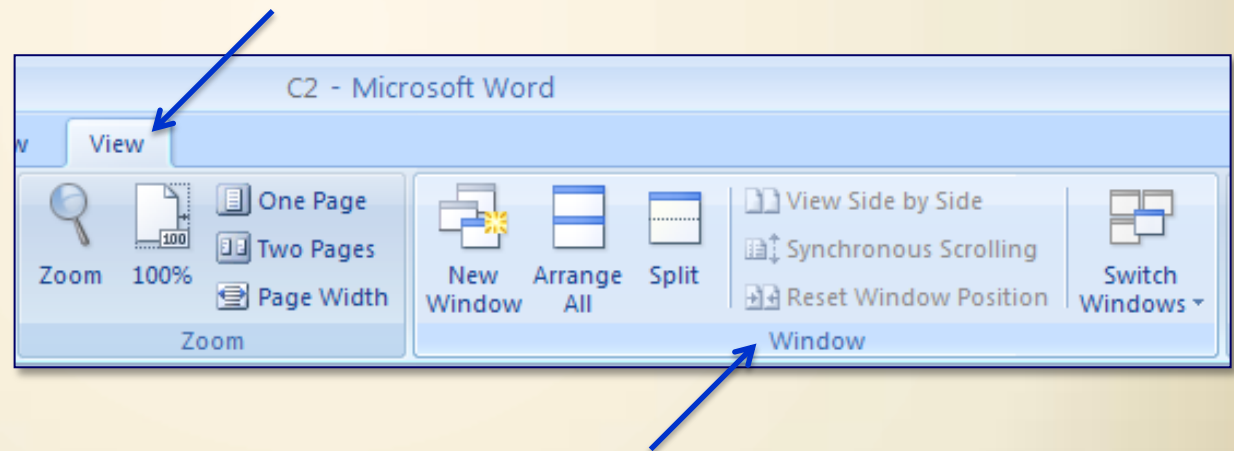 C2 - Microsoft Word
w View
Zoom
100
100%
One Page
Two Pages
Page Width
New
Window
Arrange
All
Split
View Side by Side
Synchronous Scrolling
Reset Window Position
Switch
Windows
Zoom
Window